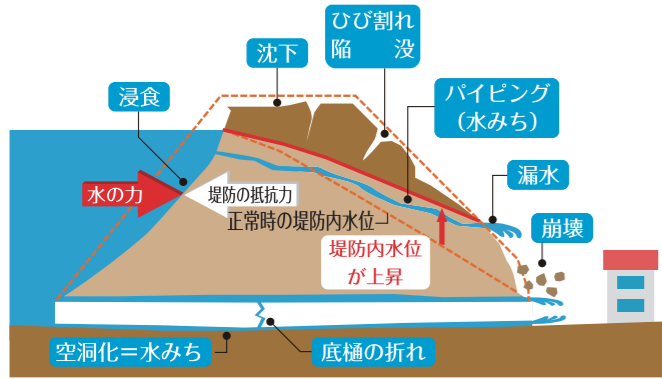 ひび割れ
陥　　没
沈下
浸食
パイピング
（水みち）
漏水
水の力
堤防の抵抗力
正常時の堤防内水位
崩壊
堤防内水位
が上昇
空洞化＝水みち
底樋の折れ